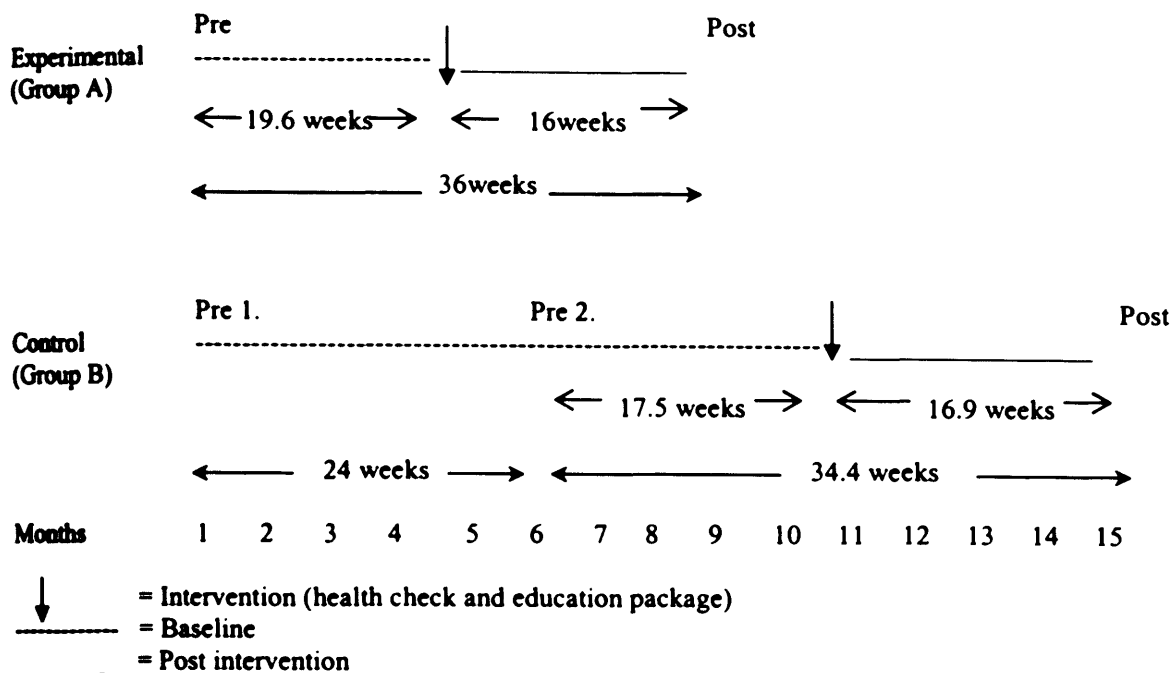 Pre Post
Experimental
(Group A)
19.6 weeks 16weeks
36weeks
Pre 1. Pre 2. Post
Control
(Group B)
17.5 weeks 16.9 weeks
24 weeks 34.4 weeks
Months 1 2 3 4 5 6 7 8 9 10 11 12 13 14 15
= Intervention (health check and education package)
= Baseline
= Post intervention